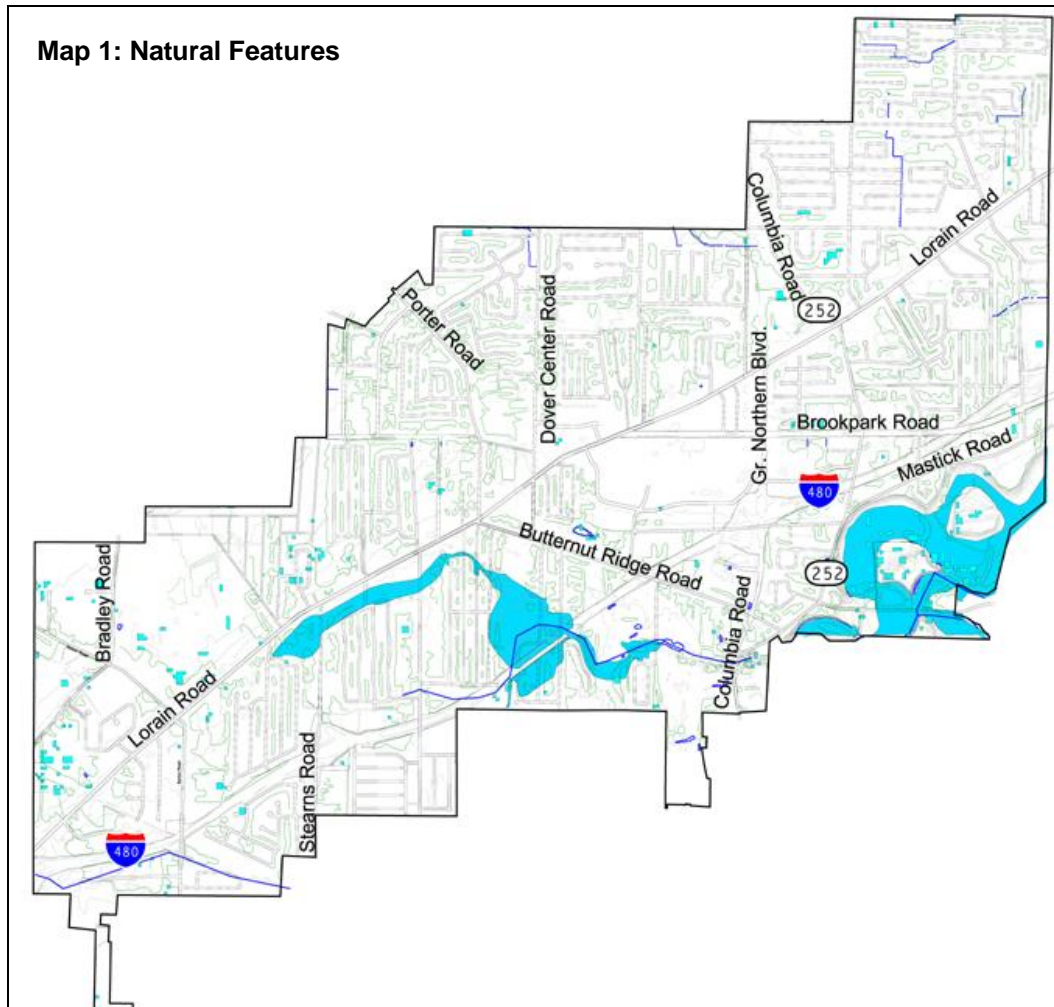 Map 1: Natural Features
Columbia Road
Lorain Road
252
Porter Road
Dover Center Road
Gr. Northern Blvd.
Brookpark Road
Mastick Road
480
Butternut Ridge Road
252
Bradley Road
Columbia Road
Lorain Road
Stearns Road
480